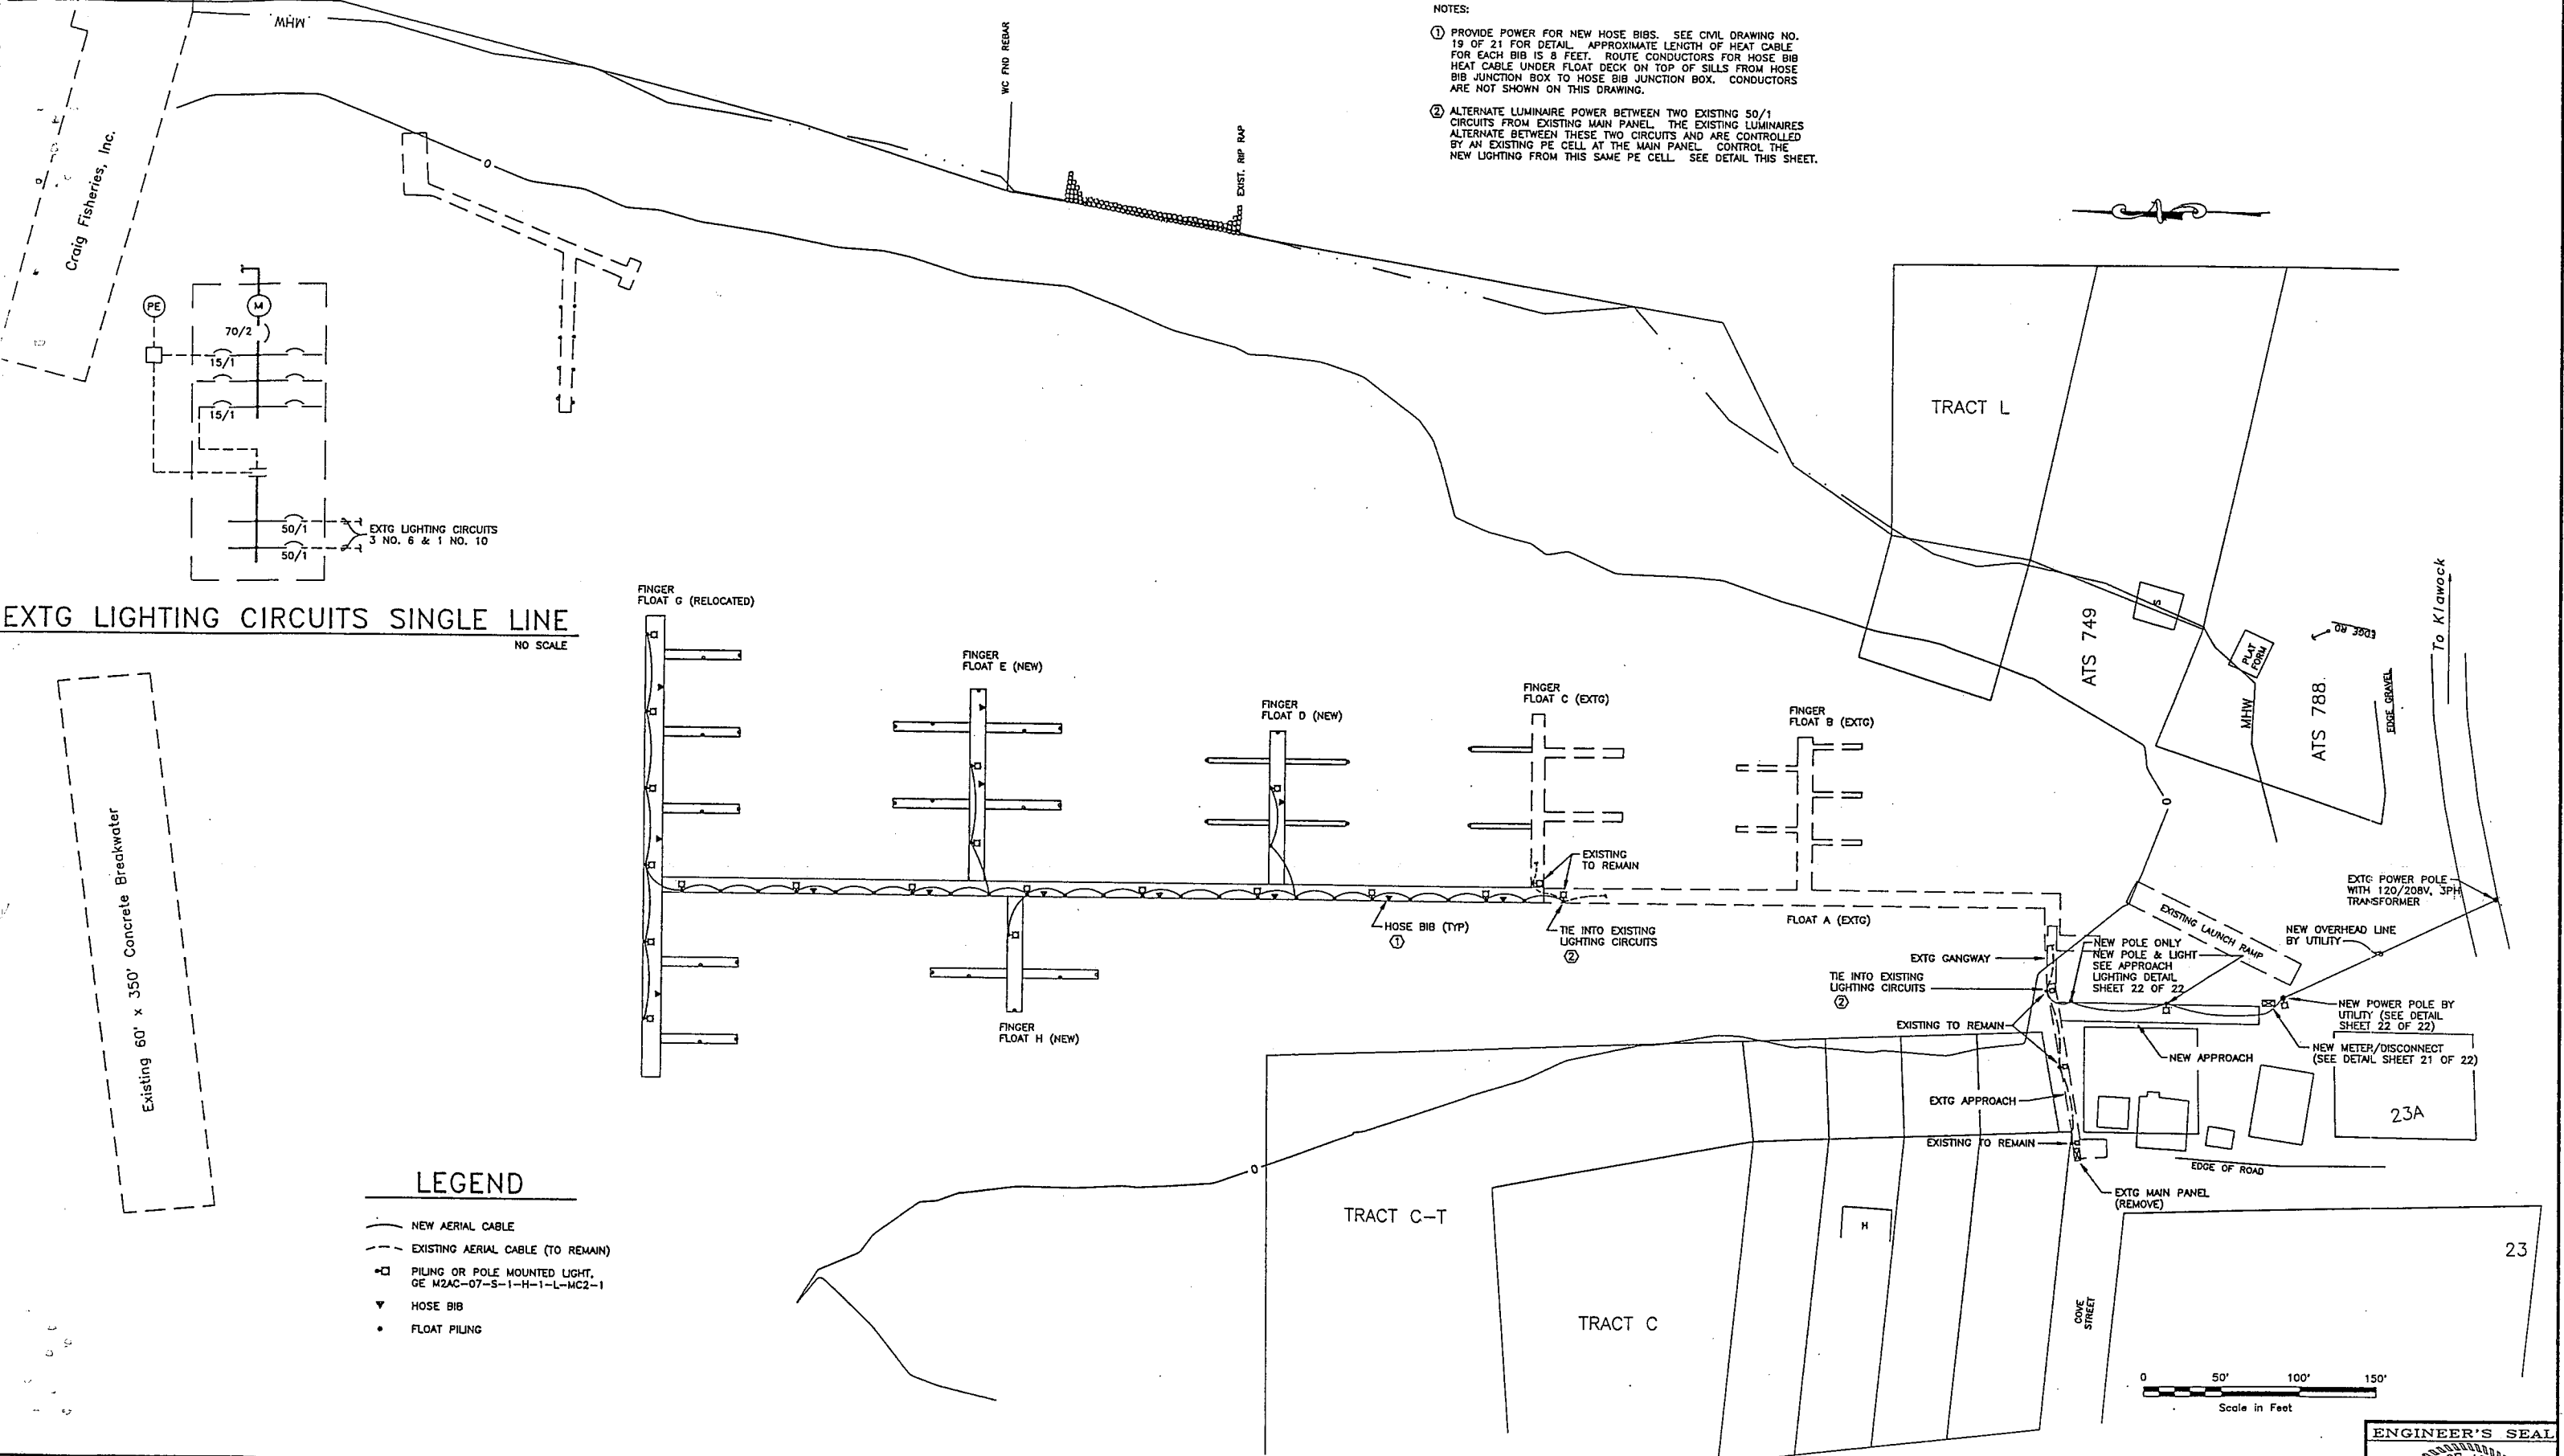 NOTES:
1 PROVIDE POWER FOR NEW HOSE BIBS. SEE CIVIL DRAWING NO.
19 OF 21 FOR DETAIL. APPROXIMATE LENGTH OF HEAT CABLE
FOR EACH BIB IS 8 FEET. ROUTE CONDUCTORS FOR HOSE BIB
HEAT CABLE UNDER FLOAT DECK ON TOP OF SILLS FROM HOSE
BIB JUNCTION BOX TO HOSE BIB JUNCTION BOX. CONDUCTORS
ARE NOT SHOWN ON THIS DRAWING.
2 ALTERNATE LUMINAIRE POWER BETWEEN TWO EXISTING 50/1
CIRCUITS FROM EXISTING MAIN PANEL. THE EXISTING LUMINAIRES
ALTERNATE BETWEEN THESE TWO CIRCUITS AND ARE CONTROLLED
BY AN EXISTING PE CELL AT THE MAIN PANEL. CONTROL THE
NEW LIGHTING FROM THIS SAME PE CELL. SEE DETAIL THIS SHEET.
MHW
WC FND REBAR
EXIST. RIP RAP
Craig Fisheries, Inc.
0
PE
M
70/2
15/1
15/1
50/1
50/1
EXTG LIGHTING CIRCUITS
3 NO. 6 & 1 NO. 10
EXTG LIGHTING CIRCUITS SINGLE LINE
NO SCALE
TRACT L
ATS 749
S
PLAT
FORM
MHW
ATS 788
EDGE RD
EDGE GRAVEL
To Klawock
0
FINGER
FLOAT G (RELOCATED)
FINGER
FLOAT E (NEW)
FINGER
FLOAT D (NEW)
FINGER
FLOAT C (EXTG)
FINGER
FLOAT B (EXTG)
EXISTING
TO REMAIN
HOSE BIB (TYP)
1
TIE INTO EXISTING
LIGHTING CIRCUITS
2
FLOAT A (EXTG)
FINGER
FLOAT H (NEW)
Existing 60' x 350' Concrete Breakwater
EXTG POWER POLE
WITH 120/208V, 3PH
TRANSFORMER
EXISTING LAUNCH RAMP
NEW OVERHEAD LINE
BY UTILITY
NEW POLE ONLY
NEW POLE & LIGHT
SEE APPROACH
LIGHTING DETAIL
SHEET 22 OF 22
EXTG GANGWAY
TIE INTO EXISTING
LIGHTING CIRCUITS
2
EXISTING TO REMAIN
NEW POWER POLE BY
UTILITY (SEE DETAIL
SHEET 22 OF 22)
NEW METER/DISCONNECT
(SEE DETAIL SHEET 21 OF 22)
NEW APPROACH
EXTG APPROACH
23A
EXISTING TO REMAIN
EDGE OF ROAD
EXTG MAIN PANEL
(REMOVE)
0
TRACT C-T
H
TRACT C
COVE
STREET
23
LEGEND
NEW AERIAL CABLE
EXISTING AERIAL CABLE (TO REMAIN)
PILING OR POLE MOUNTED LIGHT,
GE M2AC-07-S-1-H-1-L-MC2-1
HOSE BIB
FLOAT PILING
0 50' 100' 150'
Scale in Feet
ENGINEER'S SEAL